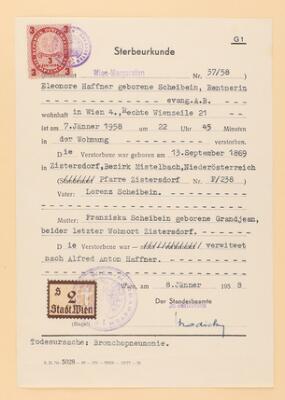 G 1
Sterbeurkunde
Wien-Margareten Nr. 37/58 )
Eleonore Haffner geborene Scheibein, Rentnerin
evang.A.B.
wohnhaft in Wien 4., Rechte Wienzeile 21
ist am 7. Jänner 1958 um 22 Uhr 45 Minuten
in der Wohnung verstorben.
Die Verstorbene war geboren am 13. September 1869
in Zistersdorf, Bezirk Mistelbach, Niederösterreich
Pfarre Zistersdorf Nr. V/238 )
Vater: Lorenz Scheibein.
Mutter: Franziska Scheibein geborene Grandjean,
beider letzter Wohnort Zistersdorf.
Die Verstorbene war verwitwet
nach Alfred Anton Haffner.
S 2
Stadt Wien
Wien, am 8. Jänner 1958
Der Standesbeamte
(Siegel)
Todesursache: Bronchopneumonie.